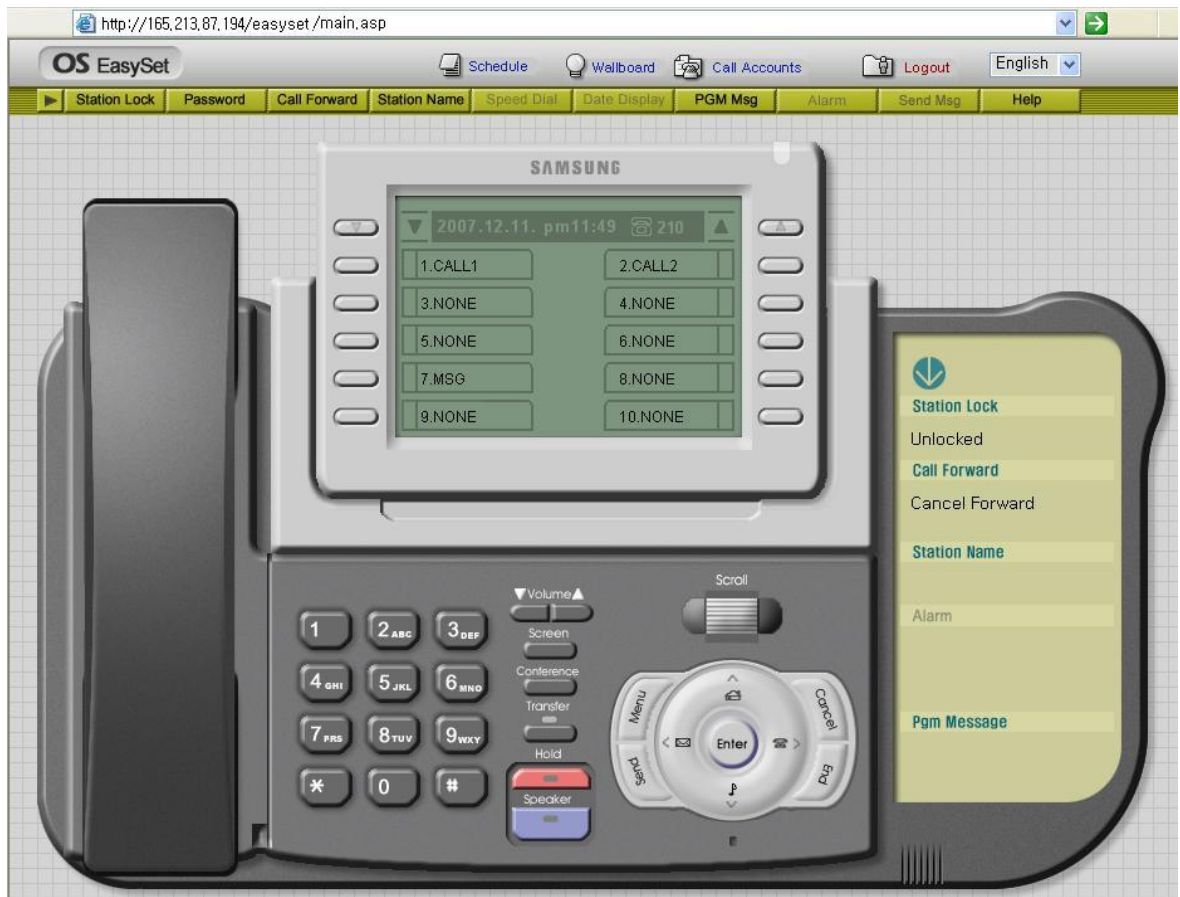 http://165,213,87,194/easyset/main,asp
OS EasySet
Schedule
Wallboard
Call Accounts
Logout
English
Station Lock
Password
Call Forward
Station Name
Speed Dial
Date Display
PGM Msg
Alarm
Send Msg
Help
SAMSUNG
2007.12.11. pm11:49 210
1.CALL1
2.CALL2
3.NONE
4.NONE
5.NONE
6.NONE
7.MSG
8.NONE
9.NONE
10.NONE
Station Lock
Unlocked
Call Forward
Cancel Forward
Station Name
Alarm
Pgm Message
▼Volume▲
Screen
Conference
Transfer
Hold
Speaker
Scroll
1
2 ABC
3 DEF
4 GHI
5 JKL
6 MNO
7 PRS
8 TUV
9 WXY
*
0
#
Menu
Cancel
Enter
Send
End